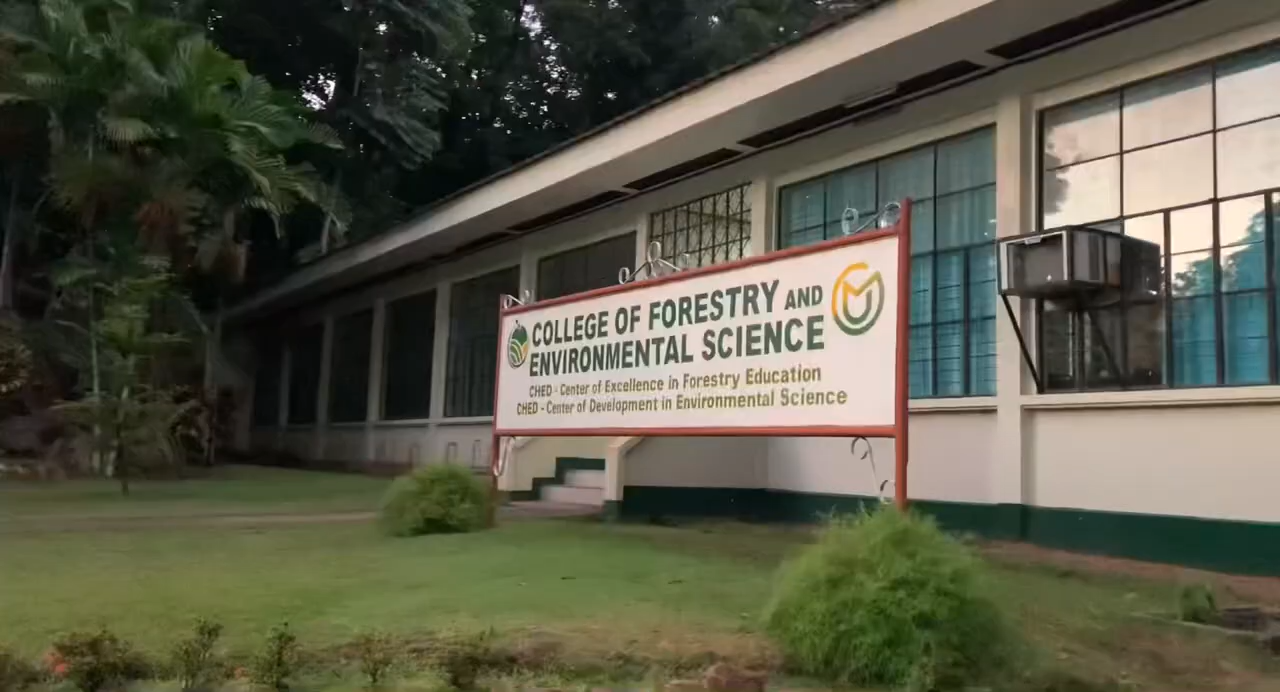 COLLEGE OF FORESTRY AND
ENVIRONMENTAL SCIENCE
CHED - Center of Excellence in Forestry Education
CHED - Center of Development in Environmental Science